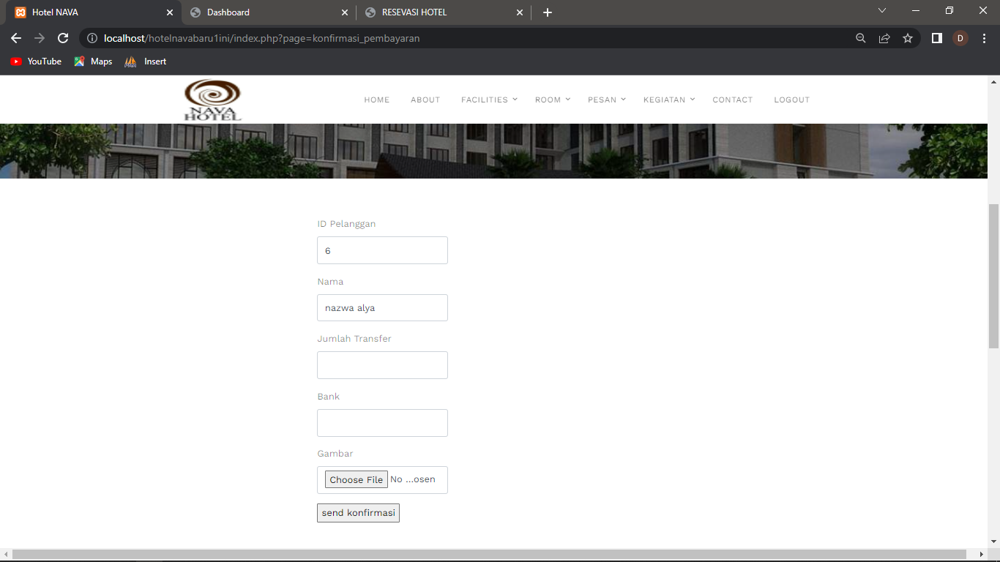 Hotel NAVA
Dashboard
RESEVASI HOTEL
localhost/hotelnavabaru1ini/index.php?page=konfirmasi_pembayaran
D
YouTube
Maps
Insert
NAVA
HOTEL
HOME ABOUT FACILITIES ROOM PESAN KEGIATAN CONTACT LOGOUT
ID Pelanggan
6
Nama
nazwa alya
Jumlah Transfer
Bank
Gambar
Choose File No ...osen
send konfirmasi